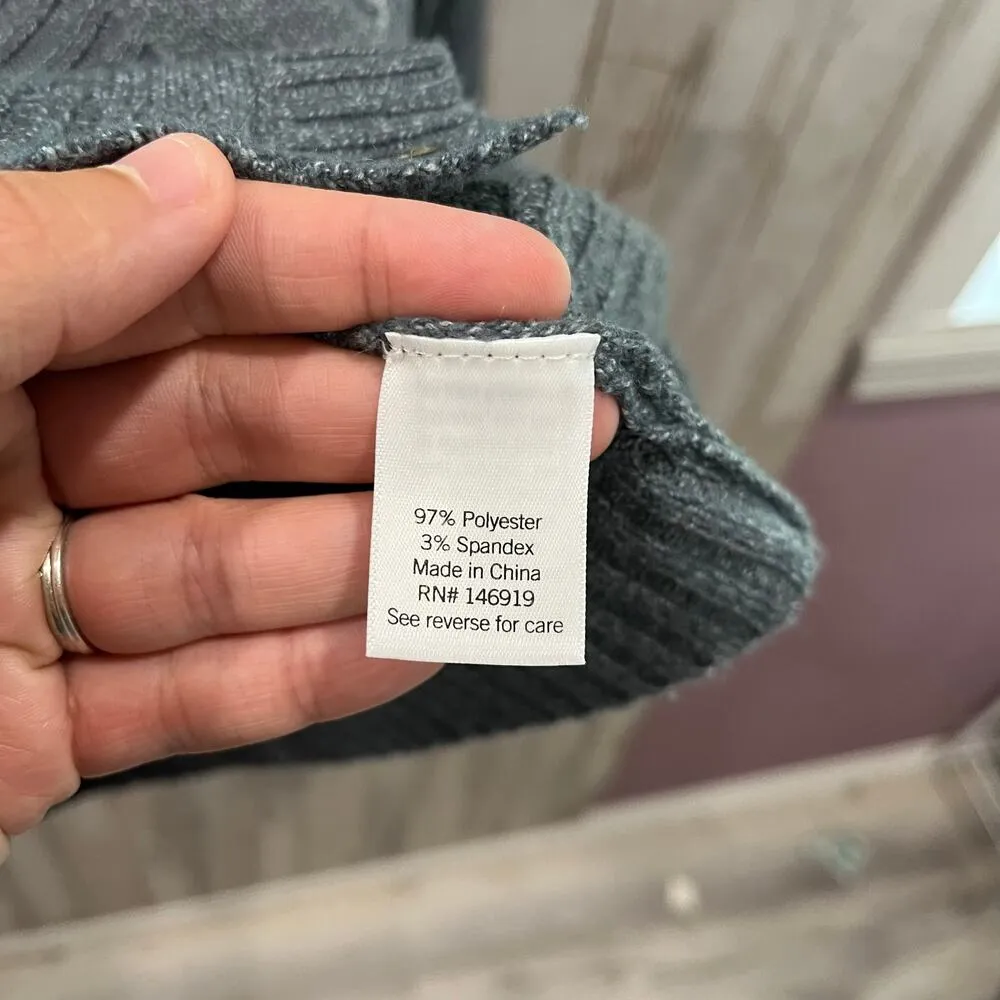 97% Polyester
3% Spandex
Made in China
RN# 146919
See reverse for care